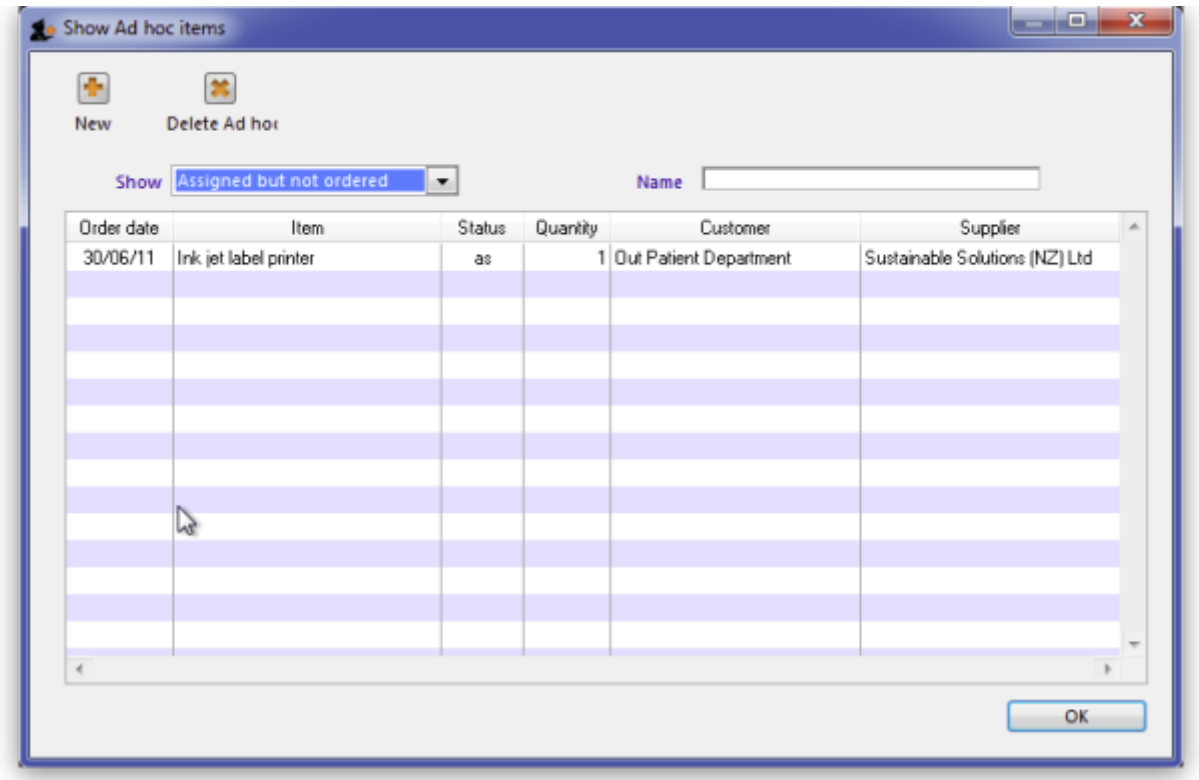 Show Ad hoc items
New Delete Ad hoc
Show Assigned but not ordered Name
Order date Item Status Quantity Customer Supplier
30/06/11 Ink jet label printer as 1 Out Patient Department Sustainable Solutions (NZ) Ltd
OK